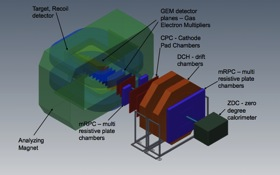 Target, Recoil
detector
GEM detector
planes – Gas
Electron Multipliers
CPC - Cathode
Pad Chambers
DCH - drift
chambers
mRPC – multi
resistive plate
chambers
ZDC - zero
degree
calorimeter
mRPC – multi
resistive plate
chambers
Analyzing
Magnet